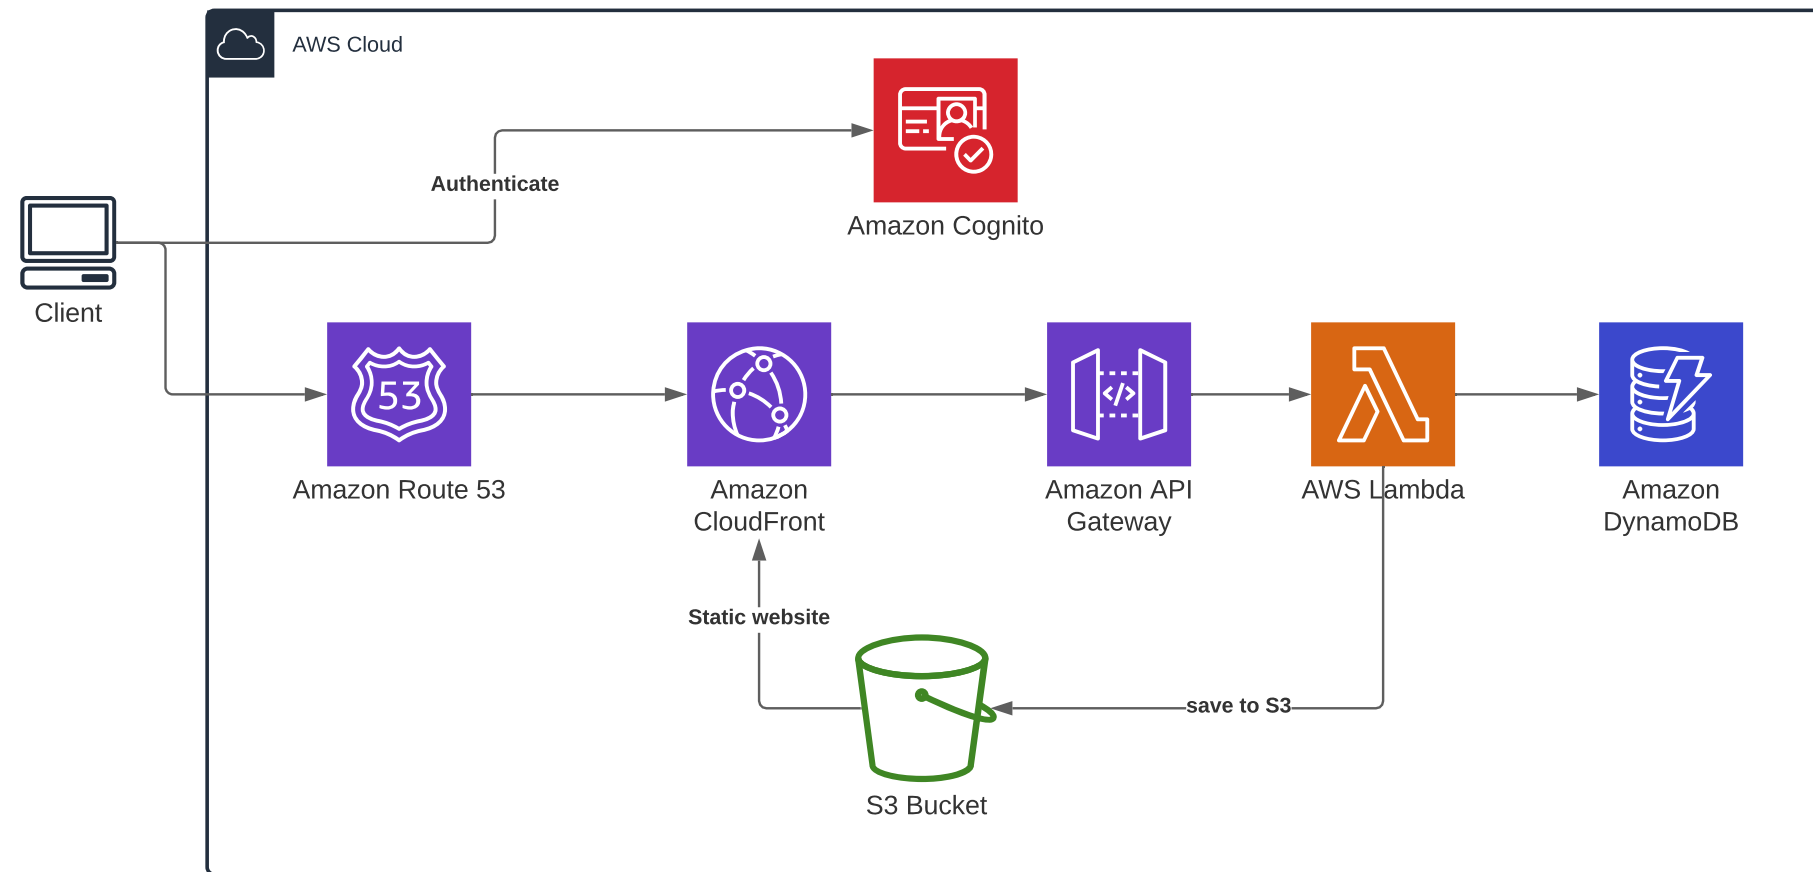 AWS Cloud
Authenticate
Amazon Cognito
Client
53
Amazon Route 53
Amazon
CloudFront
</>
Amazon API
Gateway
AWS Lambda
Amazon
DynamoDB
Static website
save to S3
S3 Bucket